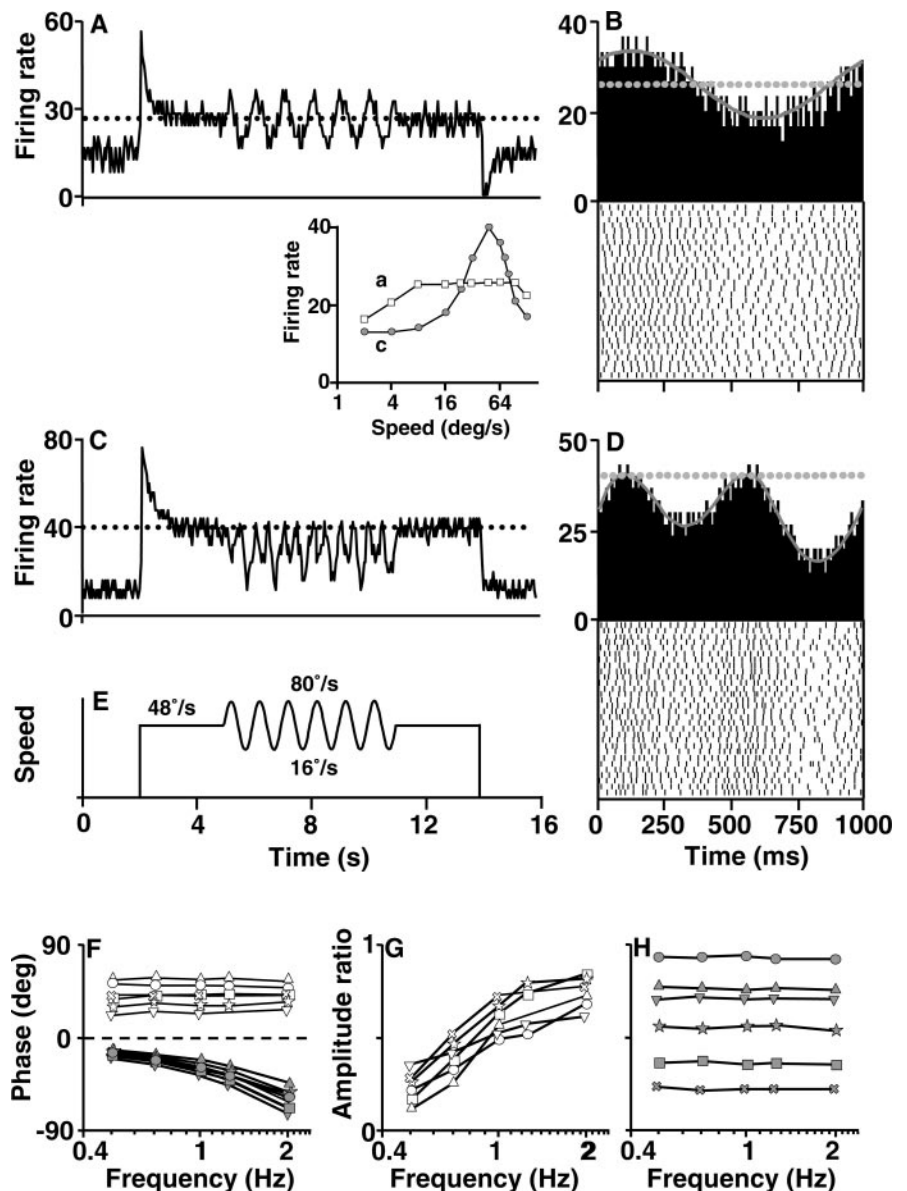 A
60
30
0
Firing rate
B
40
20
0
40
20
0
Firing rate
a
c
1
4
16
64
Speed (deg/s)
C
80
40
0
Firing rate
D
50
25
0
E
Speed
48°/s
80°/s
16°/s
0
4
8
12
16
Time (s)
0
250
500
750
1000
Time (ms)
F
90
0
-90
Phase (deg)
0.4
1
2
Frequency (Hz)
G
1
0
Amplitude ratio
0.4
1
2
Frequency (Hz)
H
0.4
1
2
Frequency (Hz)